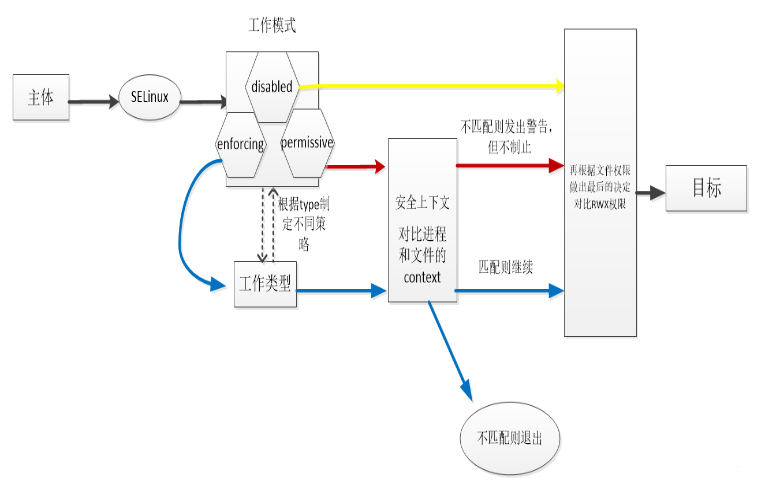 工作模式
主体
SELinux
disabled
enforcing
permissive
根据type制
定不同策
略
工作类型
安全上下文
对比进程
和文件的
context
不匹配则发出警告，
但不制止
匹配则继续
不匹配则退出
再根据文件权限
做出最后的决定
对比RWX权限
目标